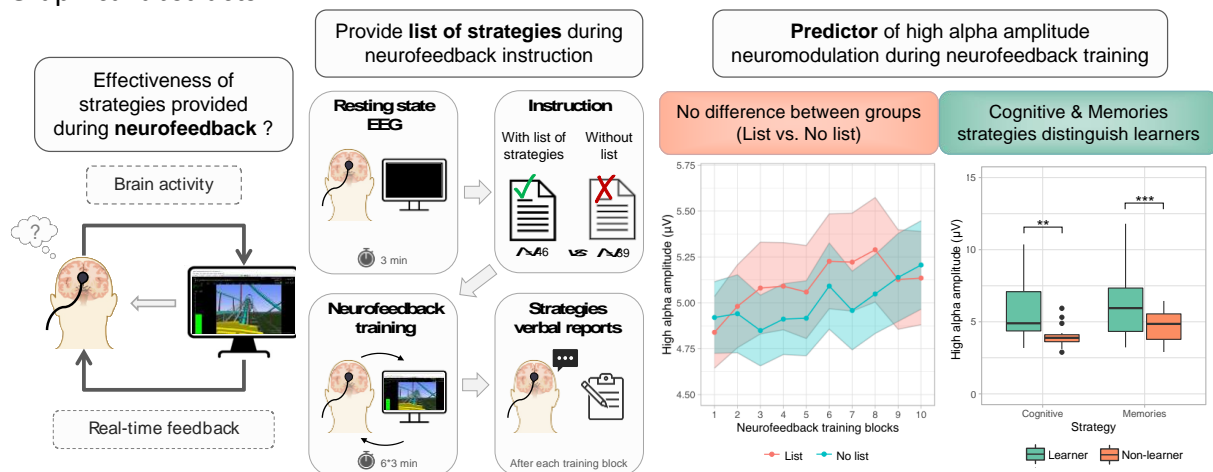 Effectiveness of
strategies provided
during neurofeedback ?
Brain activity
?
Real-time feedback
Provide list of strategies during
neurofeedback instruction
Resting state
EEG
3 min
Instruction
With list of
strategies
Without
list
46 vs 39
Neurofeedback
training
6*3 min
Strategies
verbal reports
After each training block
Predictor of high alpha amplitude
neuromodulation during neurofeedback training
No difference between groups
(List vs. No list)
High alpha amplitude (μV)
5.75
5.50
5.25
5.00
4.75
4.50
1 2 3 4 5 6 7 8 9 10
Neurofeedback training blocks
List No list
Cognitive & Memories
strategies distinguish learners
High alpha amplitude (μV)
15
10
5
0
**
***
Cognitive Memories
Strategy
Learner Non-learner